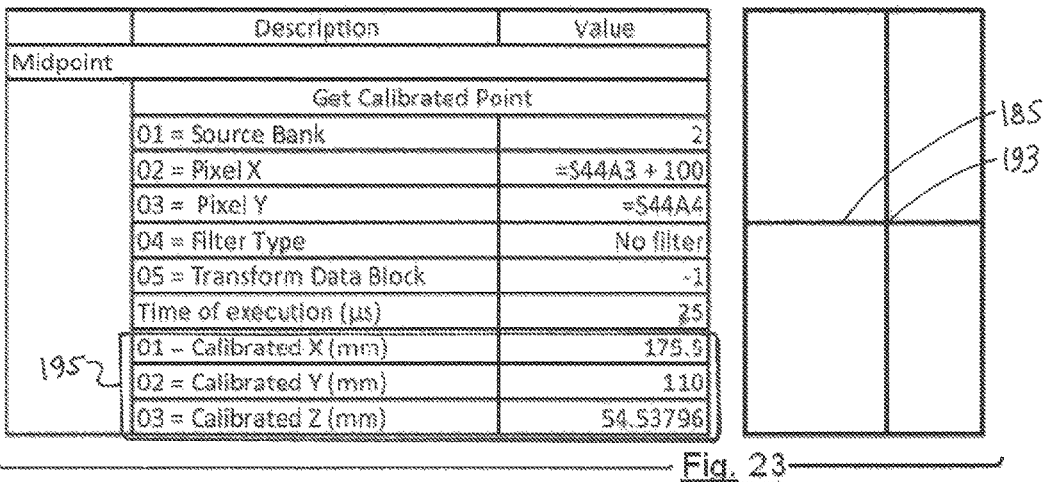 Description Value
Midpoint
Get Calibrated Point
01 = Source Bank 2
02 = Pixel X =S44A3 + 100
03 = Pixel Y =S44A4
04 = Filter Type No filter
05 = Transform Data Block -1
Time of execution (µs) 25
01 – Calibrated X (mm) 175.9
02 = Calibrated Y (mm) 110
03 = Calibrated Z (mm) 54.53796
195
185
193
Fig. 23